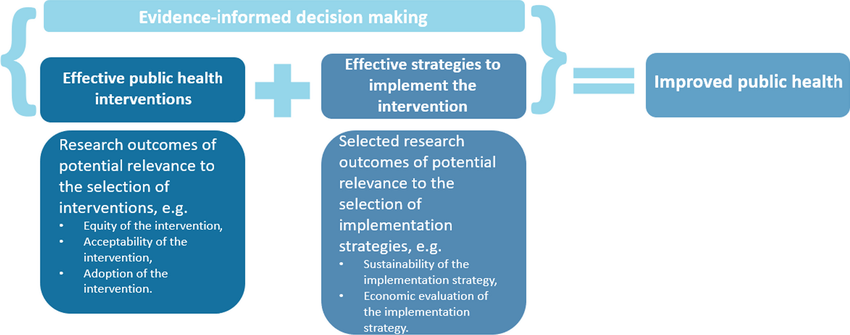 Evidence-informed decision making
Effective public health
interventions
Effective strategies to
implement the
intervention
Improved public health
Research outcomes of
potential relevance to
the selection of
interventions, e.g.
• Equity of the intervention,
• Acceptability of the
intervention,
• Adoption of the
intervention.
Selected research
outcomes of potential
relevance to the
selection of
implementation
strategies, e.g.
• Sustainability of the
implementation strategy,
• Economic evaluation of
the implementation
strategy.